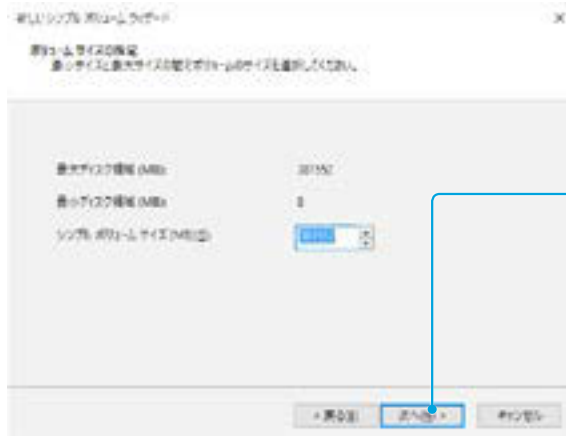 新しいシンプル ボリューム ウィザード
ボリューム サイズの指定
最小サイズと最大サイズの間でボリュームのサイズを選択してください。
最大ディスク領域 (MB):
最小ディスク領域 (MB): 8
シンプル ボリューム サイズ (MB)(S):
< 戻る(B) 次へ(N) > キャンセル